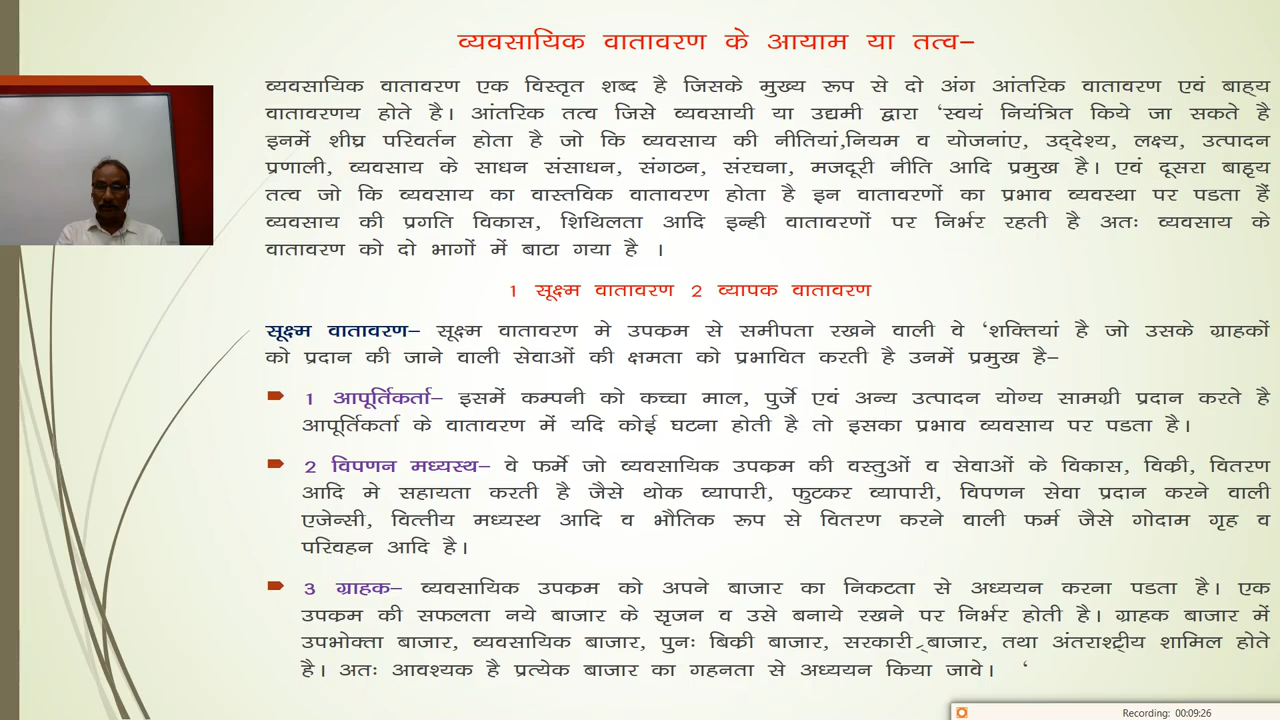 व्यवसायिक वातावरण के आयाम या तत्व–
व्यवसायिक वातावरण एक विस्तृत शब्द है जिसके मुख्य रूप से दो अंग आंतरिक वातावरण एवं बाह्य
वातावरणय होते है। आंतरिक तत्व जिसे व्यवसायी या उद्यमी द्वारा ‘स्वयं नियंत्रित किये जा सकते है
इनमें शीघ्र परिवर्तन होता है जो कि व्यवसाय की नीतियां,नियम व योजनांए, उद्देश्य, लक्ष्य, उत्पादन
प्रणाली, व्यवसाय के साधन संसाधन, संगठन, संरचना, मजदूरी नीति आदि प्रमुख है। एवं दूसरा बाहृय
तत्व जो कि व्यवसाय का वास्तविक वातावरण होता है इन वातावरणों का प्रभाव व्यवस्था पर पडता हैं
व्यवसाय की प्रगति विकास, शिथिलता आदि इन्ही वातावरणों पर निर्भर रहती है अतः व्यवसाय के
वातावरण को दो भागों में बाटा गया है ।
1 सूक्ष्म वातावरण 2 व्यापक वातावरण
सूक्ष्म वातावरण– सूक्ष्म वातावरण मे उपक्रम से समीपता रखने वाली वे ‘शक्तियां है जो उसके ग्राहकों
को प्रदान की जाने वाली सेवाओं की क्षमता को प्रभावित करती है उनमें प्रमुख है–
1 आपूर्तिकर्ता– इसमें कम्पनी को कच्चा माल, पुर्जे एवं अन्य उत्पादन योग्य सामग्री प्रदान करते है
आपूर्तिकर्ता के वातावरण में यदि कोई घटना होती है तो इसका प्रभाव व्यवसाय पर पडता है।
2 विपणन मध्यस्थ– वे फर्मे जो व्यवसायिक उपक्रम की वस्तुओं व सेवाओं के विकास, विक्री, वितरण
आदि मे सहायता करती है जैसे थोक व्यापारी, फुटकर व्यापारी, विपणन सेवा प्रदान करने वाली
एजेन्सी, वित्तीय मध्यस्थ आदि व भौतिक रूप से वितरण करने वाली फर्म जैसे गोदाम गृह व
परिवहन आदि है।
3 ग्राहक– व्यवसायिक उपक्रम को अपने बाजार का निकटता से अध्ययन करना पडता है। एक
उपक्रम की सफलता नये बाजार के सृजन व उसे बनाये रखने पर निर्भर होती है। ग्राहक बाजार में
उपभोक्ता बाजार, व्यवसायिक बाजार, पुनः बिक्री बाजार, सरकारी बाजार, तथा अंतराश्ट्रीय शामिल होते
है। अतः आवश्यक है प्रत्येक बाजार का गहनता से अध्ययन किया जावे। ‘
Recording: 00:09:26